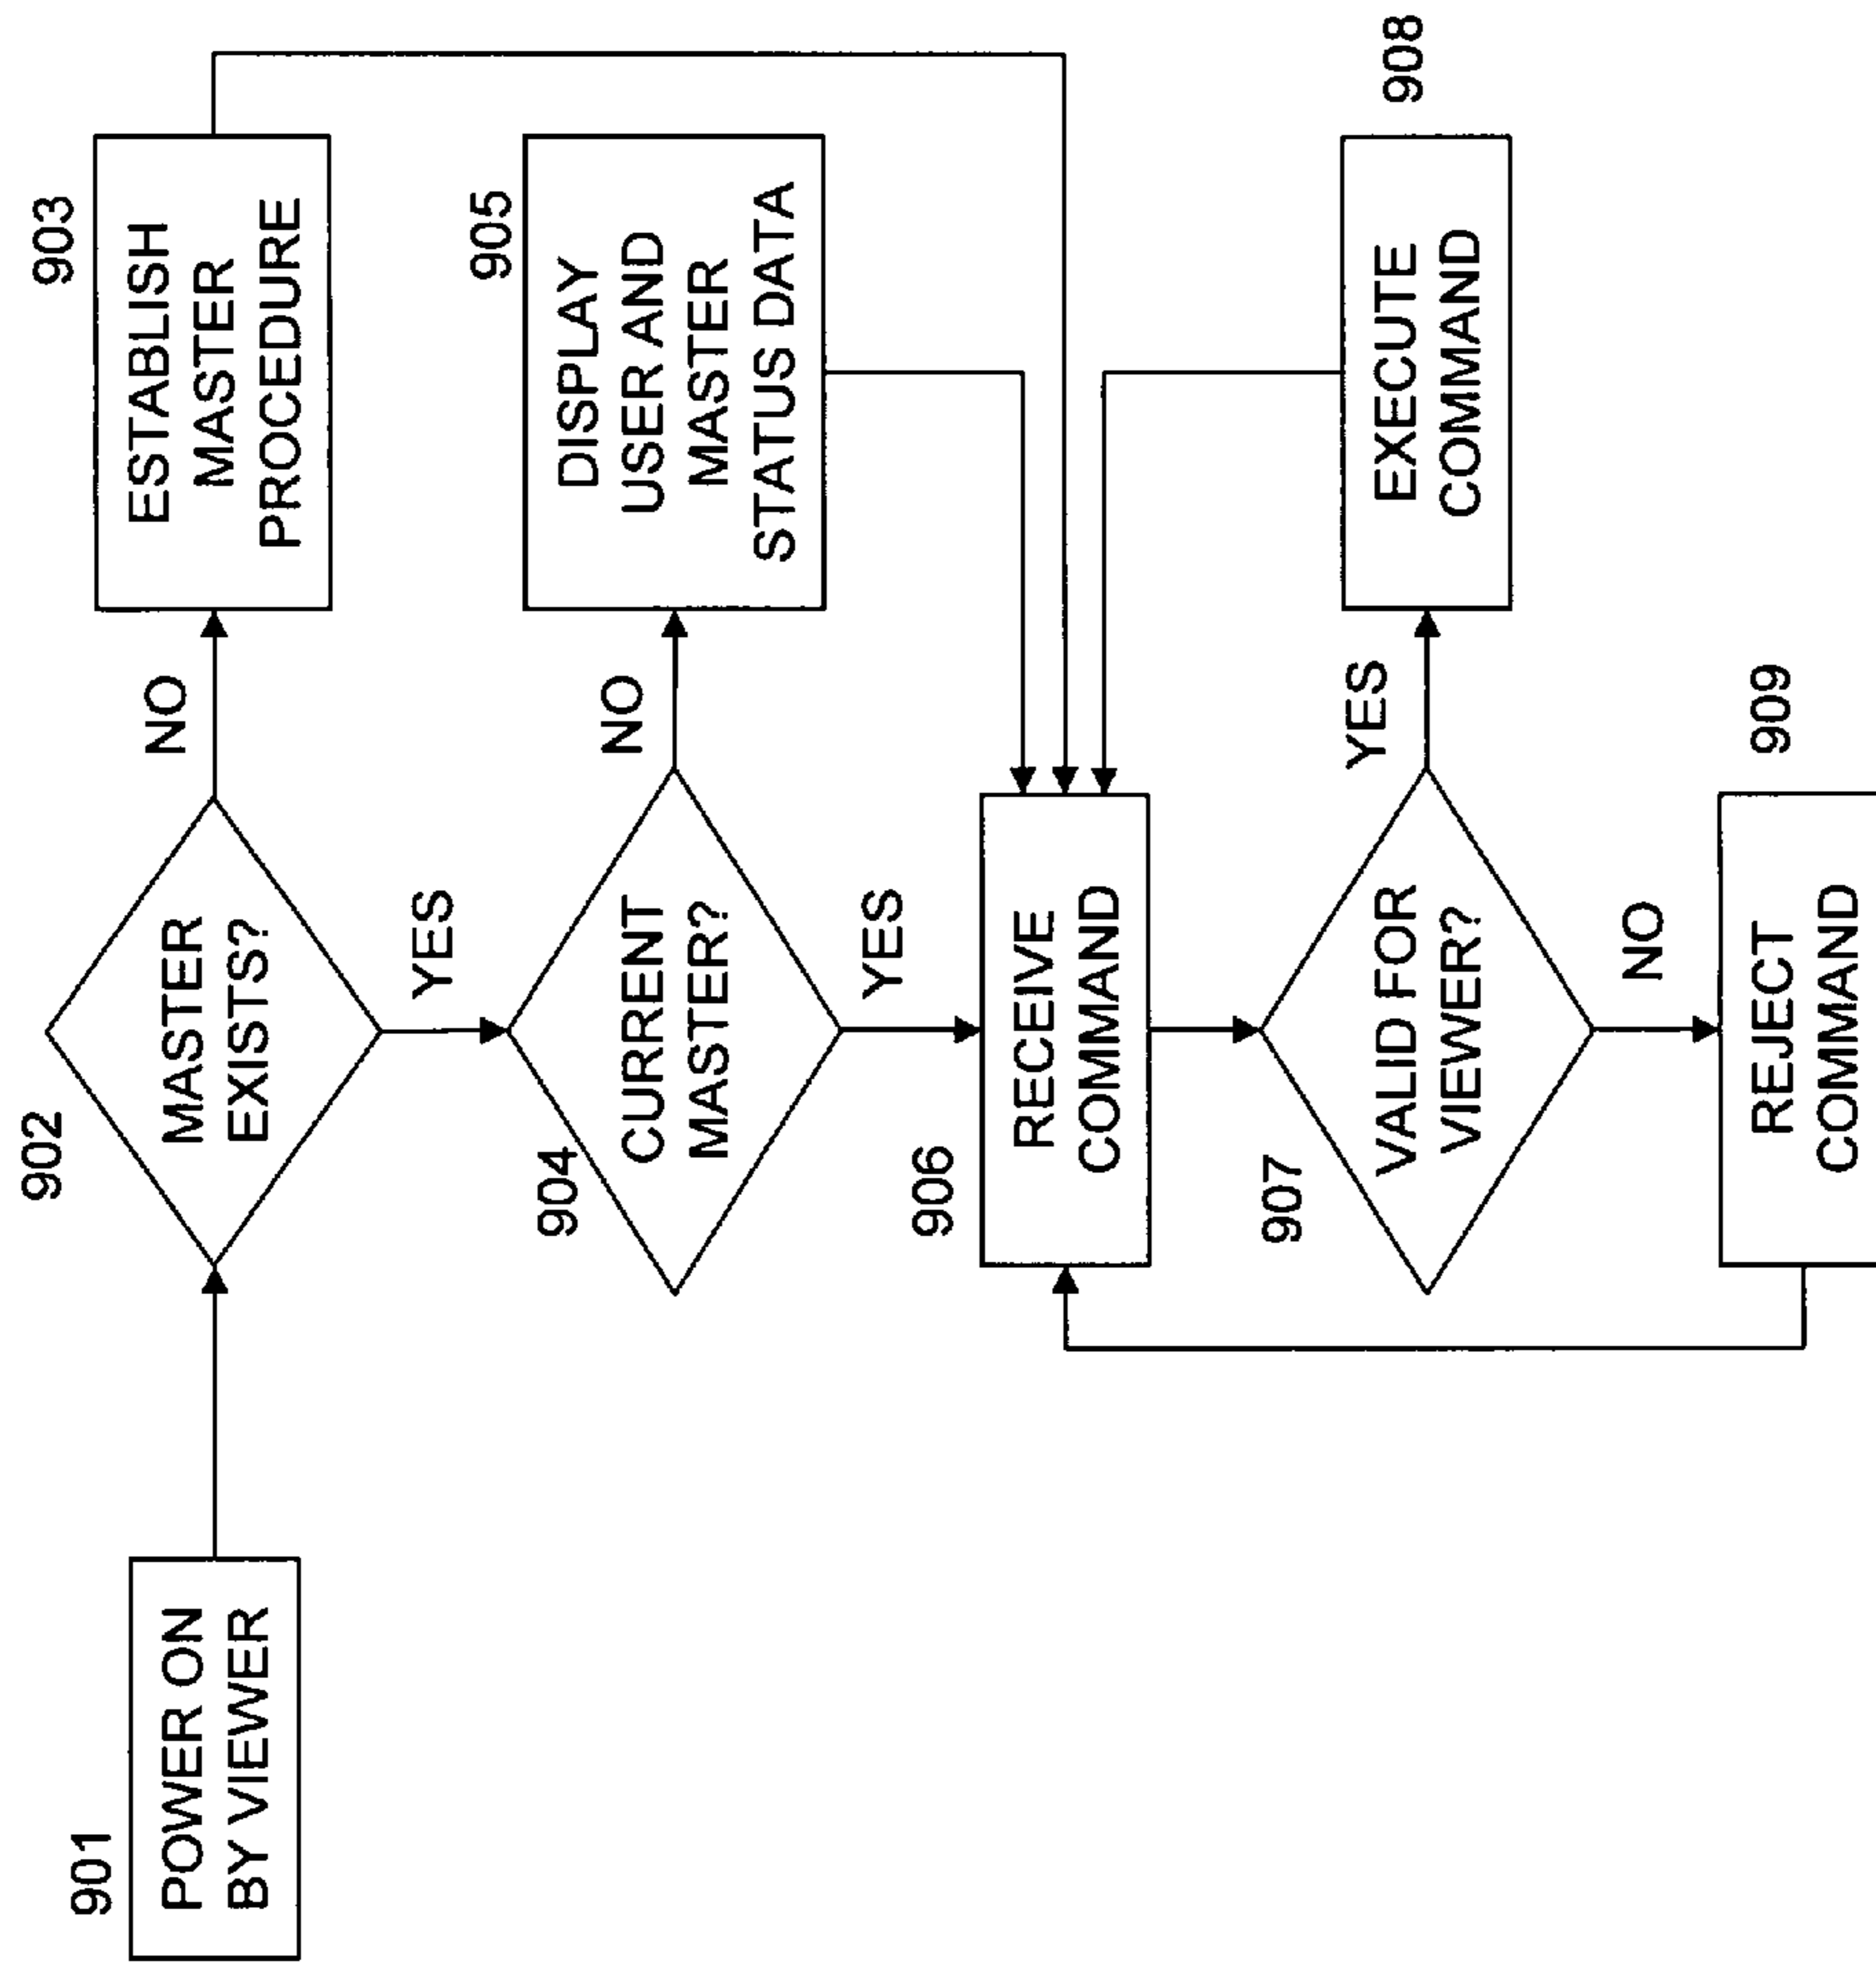 901
POWER ON
BY VIEWER
902
MASTER
EXISTS?
NO
903
ESTABLISH
MASTER
PROCEDURE
YES
904
CURRENT
MASTER?
NO
905
DISPLAY
USER AND
MASTER
STATUS DATA
YES
906
RECEIVE
COMMAND
907
VALID FOR
VIEWER?
YES
908
EXECUTE
COMMAND
NO
909
REJECT
COMMAND